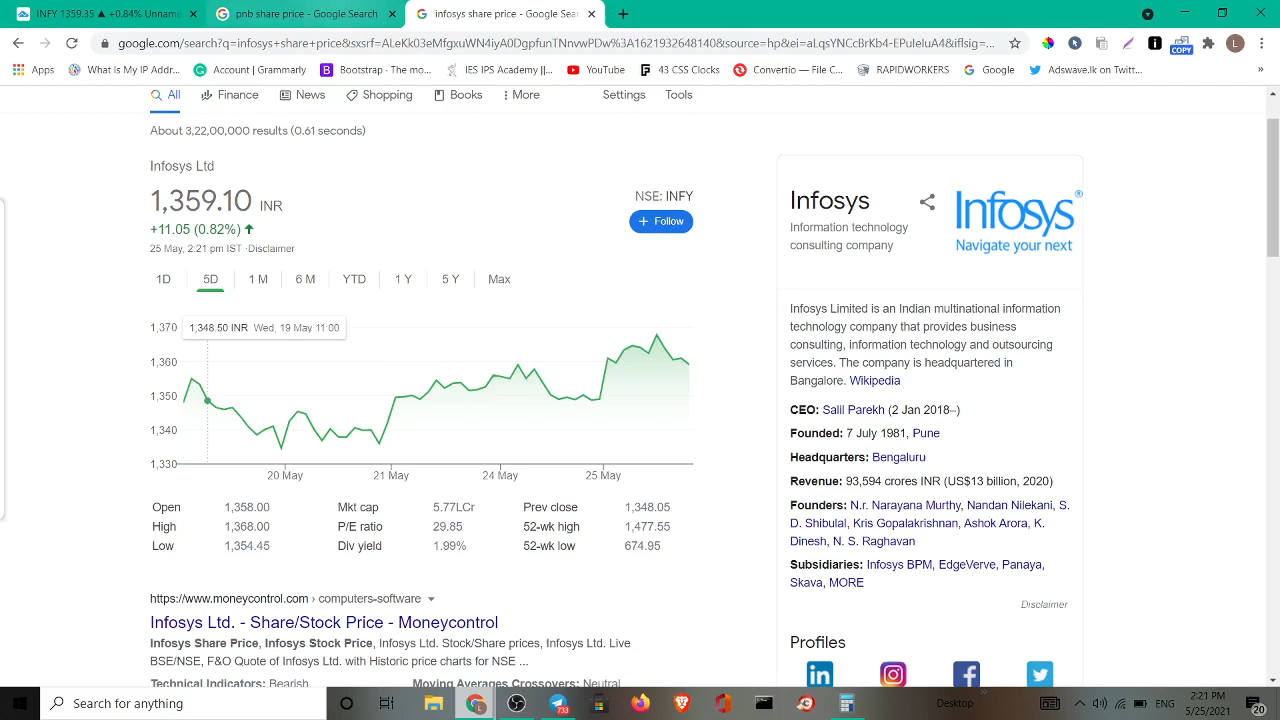 INFY 1359.35 ▲ +0.84% Unnam
pnb share price - Google Search
infosys share price - Google Sear
google.com/search?q=infosys+share+price&sxsrf=
Apps
What Is My IP Addr...
Account | Grammarly
Bootstrap · The mo...
IES IPS Academy ||...
YouTube
43 CSS Clocks
Convertio — File C...
RAPIDWORKERS
Google
Adswave.lk on Twitt...
COPY
L
All
Finance
News
Shopping
Books
More
Settings
Tools
About 3,22,00,000 results (0.61 seconds)
Infosys Ltd
1,359.10 INR
NSE: INFY
+11.05 (0.82%)
+ Follow
25 May, 2:21 pm IST ·Disclaimer
1D
5D
1 M
6 M
YTD
1 Y
5 Y
Max
1,348.50 INR Wed, 19 May 11:00
1,370
1,360
1,350
1,340
1,330
20 May
21 May
24 May
25 May
Open 1,358.00 Mkt cap 5.77LCr Prev close 1,348.05
High 1,368.00 P/E ratio 29.85 52-wk high 1,477.55
Low 1,354.45 Div yield 1.99% 52-wk low 674.95
https://www.moneycontrol.com › computers-software
Infosys Ltd. - Share/Stock Price - Moneycontrol
Infosys Share Price, Infosys Stock Price, Infosys Ltd. Stock/Share prices, Infosys Ltd. Live
BSE/NSE, F&O Quote of Infosys Ltd. with Historic price charts for NSE ...
Technical Indicators: Bearish
Moving Averages Crossovers: Neutral
Infosys
Information technology
consulting company
Infosys®
Navigate your next
Infosys Limited is an Indian multinational information
technology company that provides business
consulting, information technology and outsourcing
services. The company is headquartered in
Bangalore. Wikipedia
CEO: Salil Parekh (2 Jan 2018–)
Founded: 7 July 1981, Pune
Headquarters: Bengaluru
Revenue: 93,594 crores INR (US$13 billion, 2020)
Founders: N.r. Narayana Murthy, Nandan Nilekani, S.
D. Shibulal, Kris Gopalakrishnan, Ashok Arora, K.
Dinesh, N. S. Raghavan
Subsidiaries: Infosys BPM, EdgeVerve, Panaya,
Skava, MORE
Disclaimer
Profiles
Search for anything
733
Desktop
ENG
2:21 PM
5/25/2021
20